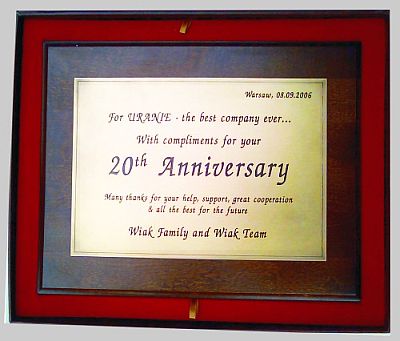 Warsaw, 08.09.2006
For URANIE - the best company ever...
With compliments for your
20th Anniversary
Many thanks for your help, support, great cooperation
& all the best for the future
Wiak Family and Wiak Team